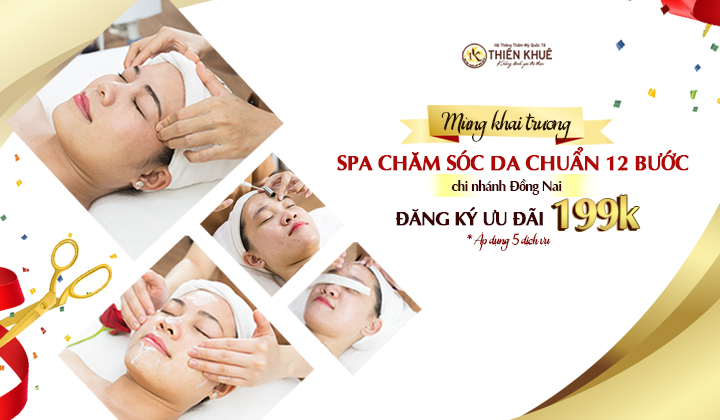 Hệ Thống Thẩm Mỹ Quốc Tế
THIÊN KHUÊ
Mừng khai trương
SPA CHĂM SÓC DA CHUẨN 12 BƯỚC
chi nhánh Đồng Nai
ĐĂNG KÝ ƯU ĐÃI 199k
* Áp dụng 5 dịch vụ